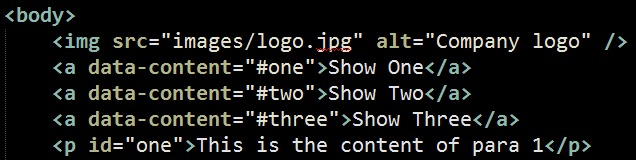 <body>
<img src="images/logo.jpg" alt="Company logo" />
<a data-content="#one">Show One</a>
<a data-content="#two">Show Two</a>
<a data-content="#three">Show Three</a>
<p id="one">This is the content of para 1</p>